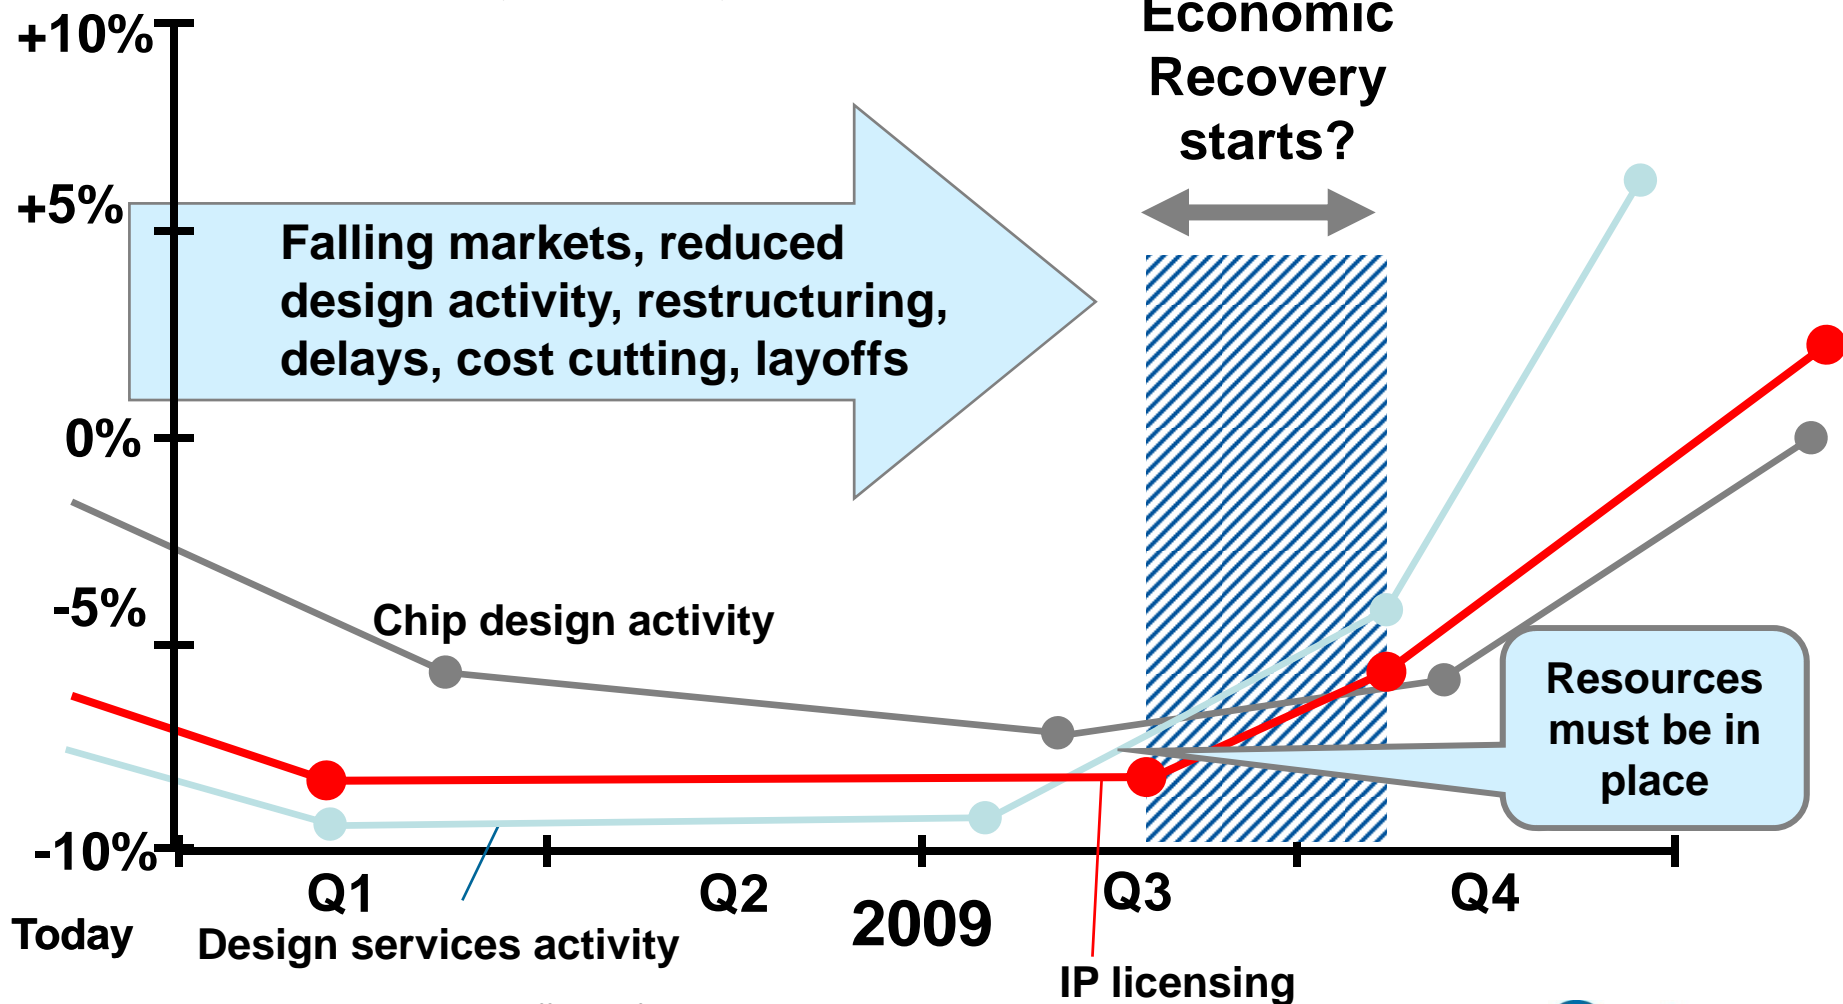 Economic
Recovery
starts?
+10%
+5%
0%
-5%
-10%
Falling markets, reduced
design activity, restructuring,
delays, cost cutting, layoffs
Chip design activity
Resources
must be in
place
Q1
Q2
Q3
Q4
2009
Today
Design services activity
IP licensing